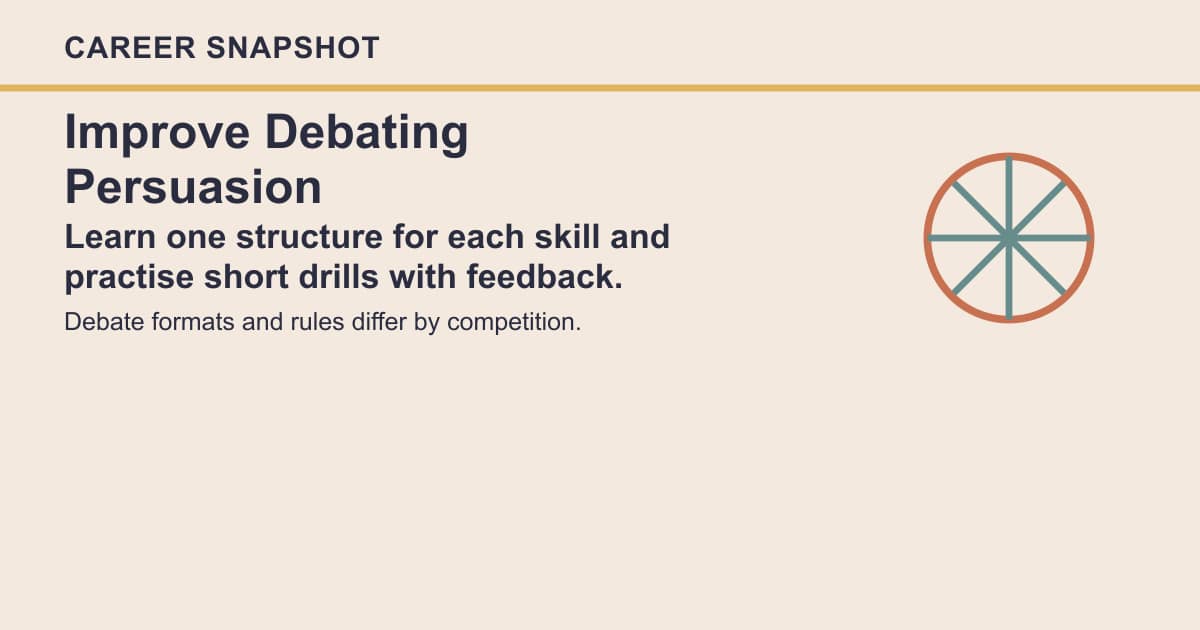 CAREER SNAPSHOT
Improve Debating
Persuasion
Learn one structure for each skill and
practise short drills with feedback.
Debate formats and rules differ by competition.